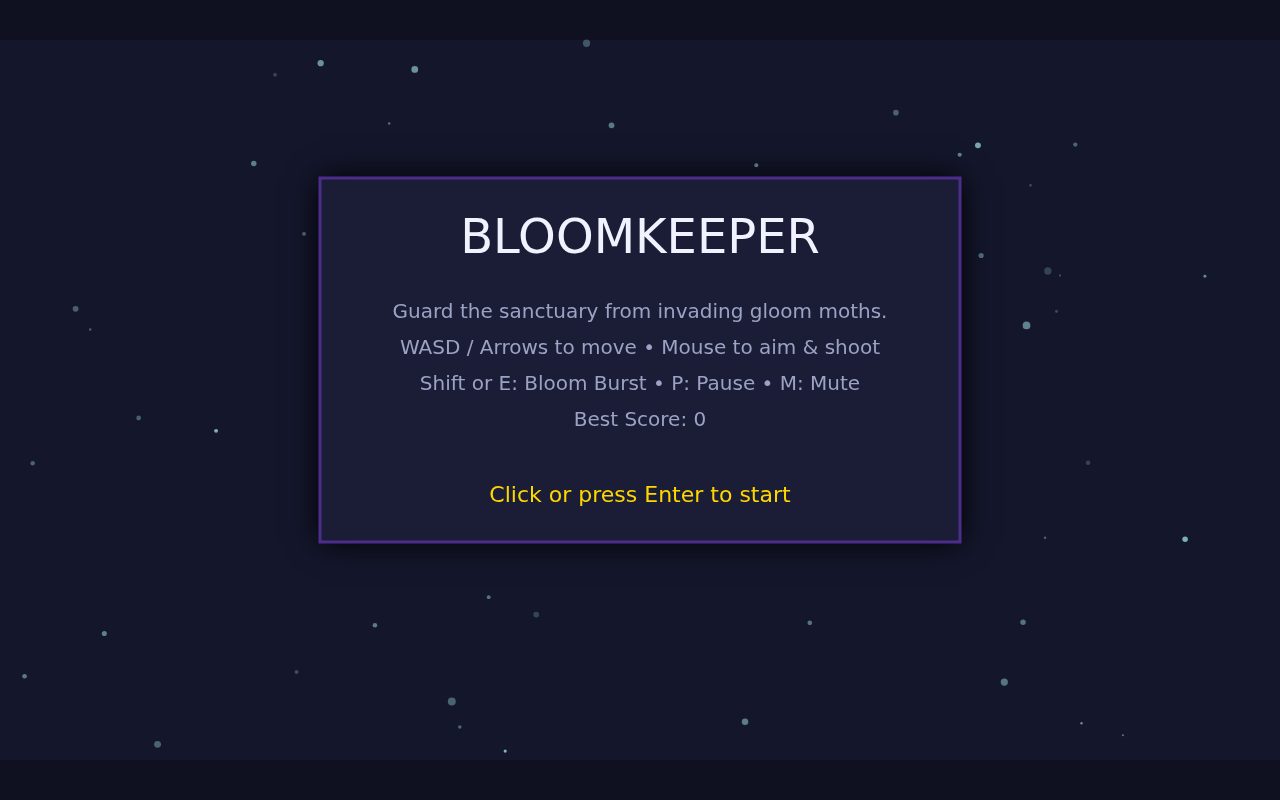 BLOOMKEEPER
Guard the sanctuary from invading gloom moths.
WASD / Arrows to move • Mouse to aim & shoot
Shift or E: Bloom Burst • P: Pause • M: Mute
Best Score: 0
Click or press Enter to start